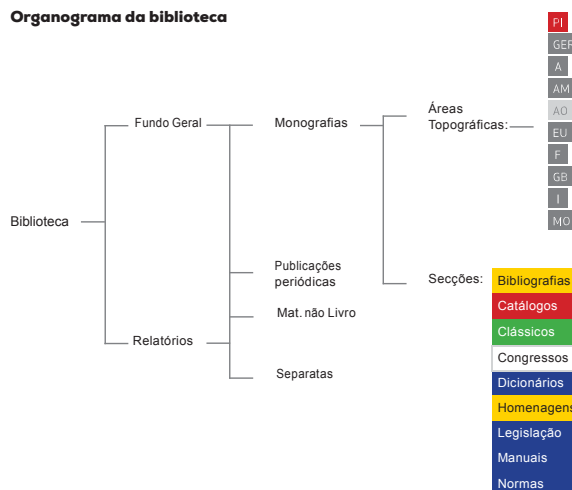 Organograma da biblioteca
Biblioteca
Fundo Geral
Relatórios
Monografias
Publicações
periódicas
Mat. não Livro
Separatas
Áreas
Topográficas:
PI
GER
A
AM
AO
EU
F
GB
I
MO
Secções:
Bibliografias
Catálogos
Clássicos
Congressos
Dicionários
Homenagens
Legislação
Manuais
Normas